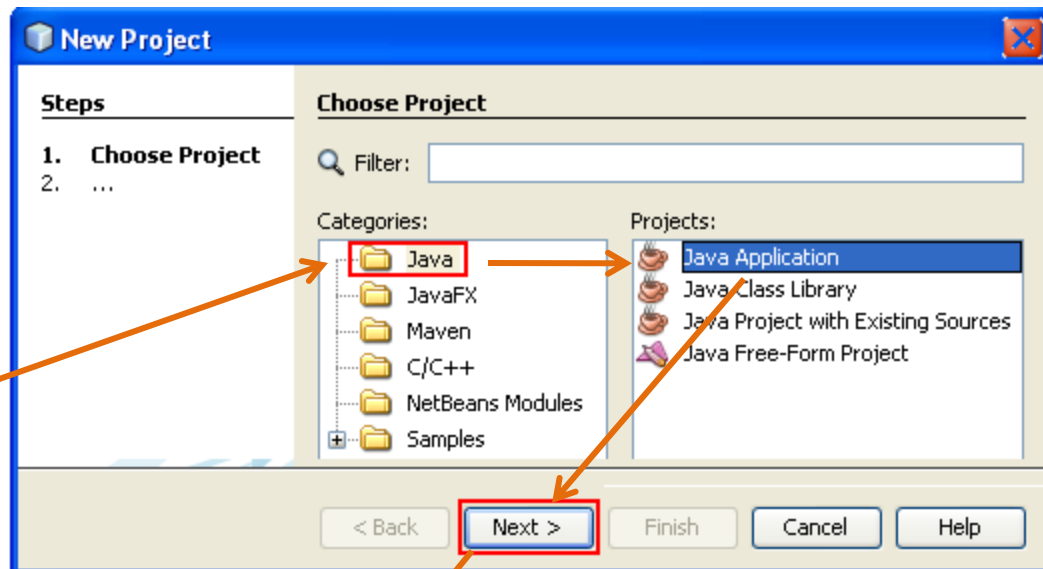 New Project
Steps
1. Choose Project
2. ...
Choose Project
Filter:
Categories:
Java
JavaFX
Maven
C/C++
NetBeans Modules
Samples
Projects:
Java Application
Java Class Library
Java Project with Existing Sources
Java Free-Form Project
< Back
Next >
Finish
Cancel
Help